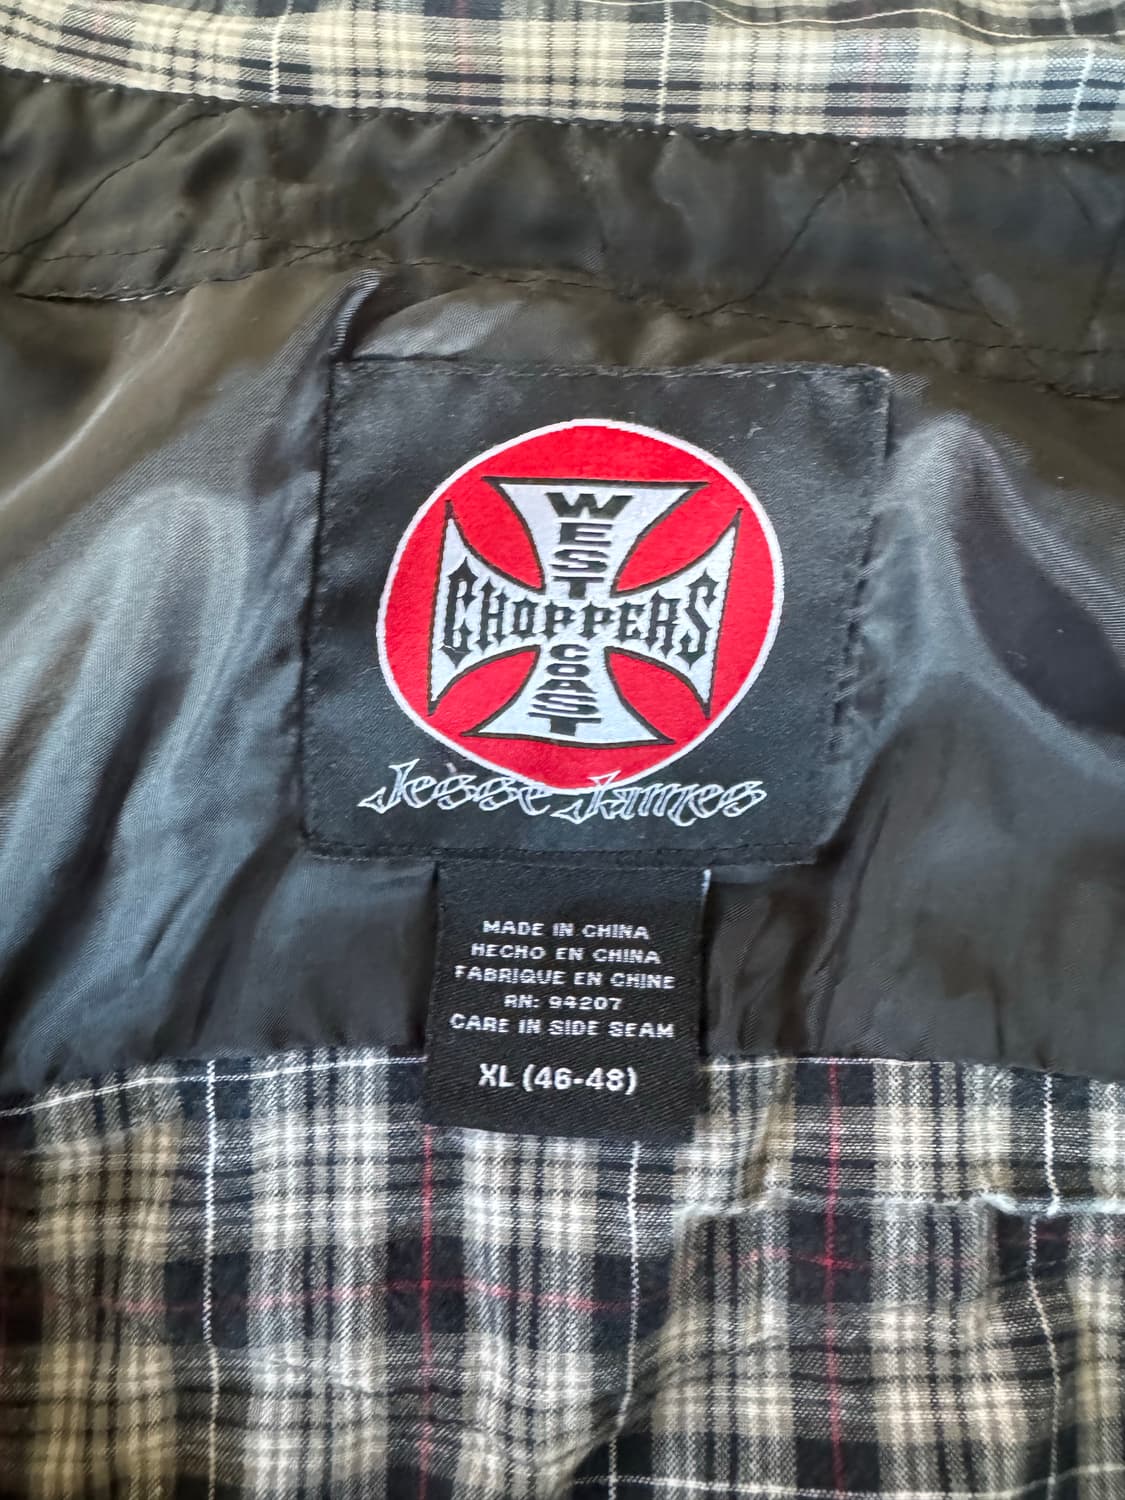 WEST
CHOPPERS
COAST
Jesse James
MADE IN CHINA
HECHO EN CHINA
FABRIQUE EN CHINE
RN: 94207
CARE IN SIDE SEAM
XL (46-48)